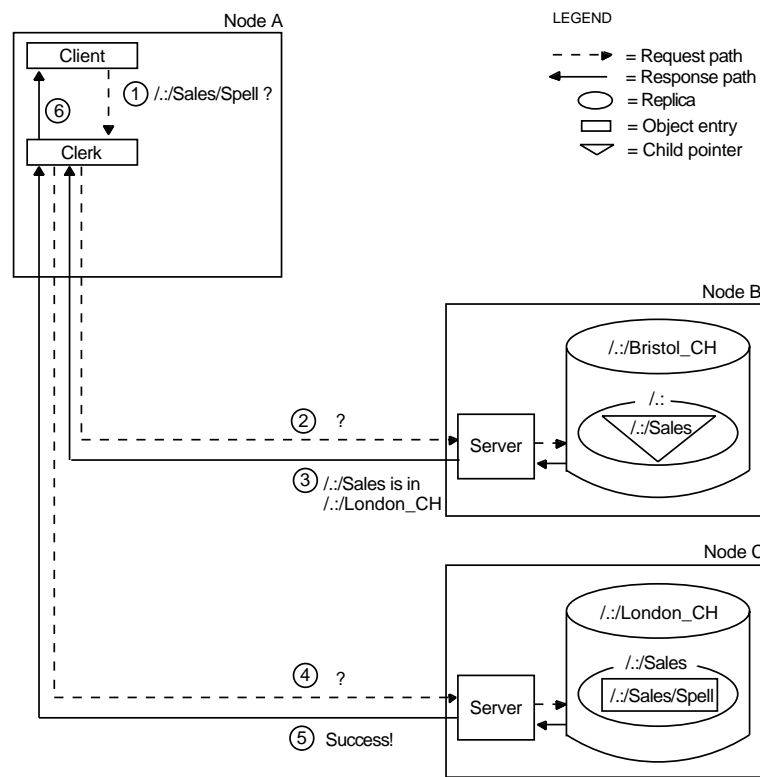 Node A
LEGEND
Client
= Request path
= Response path
1 /.:/Sales/Spell ?
6
= Replica
= Object entry
Clerk
= Child pointer
Node B
/.:/Bristol_CH
/.:
2 ?
/.:/Sales
Server
3 /.:/Sales is in
/.:/London_CH
Node C
/.:/London_CH
/.:/Sales
4 ?
/.:/Sales/Spell
Server
5 Success!